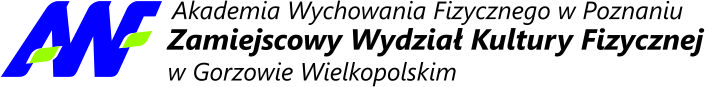 AWF
Akademia Wychowania Fizycznego w Poznaniu
Zamiejscowy Wydział Kultury Fizycznej
w Gorzowie Wielkopolskim